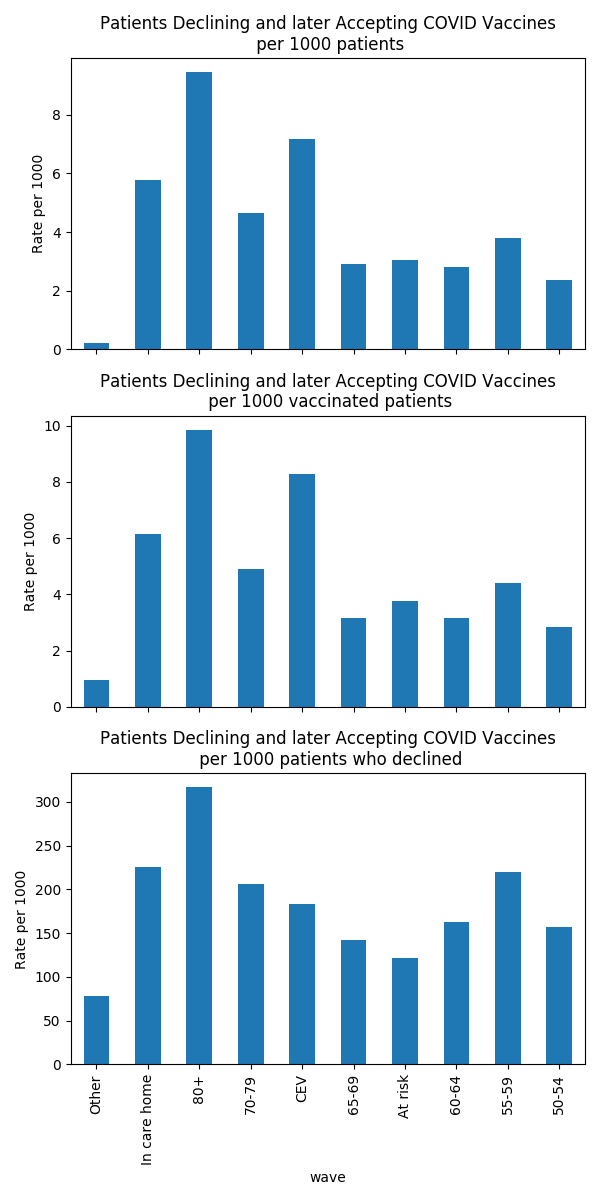 Patients Declining and later Accepting COVID Vaccines
per 1000 patients
8
6
4
2
0
Rate per 1000
Patients Declining and later Accepting COVID Vaccines
per 1000 vaccinated patients
10
8
6
4
2
0
Rate per 1000
Patients Declining and later Accepting COVID Vaccines
per 1000 patients who declined
300
250
200
150
100
50
0
Rate per 1000
Other
In care home
80+
70-79
CEV
65-69
At risk
60-64
55-59
50-54
wave